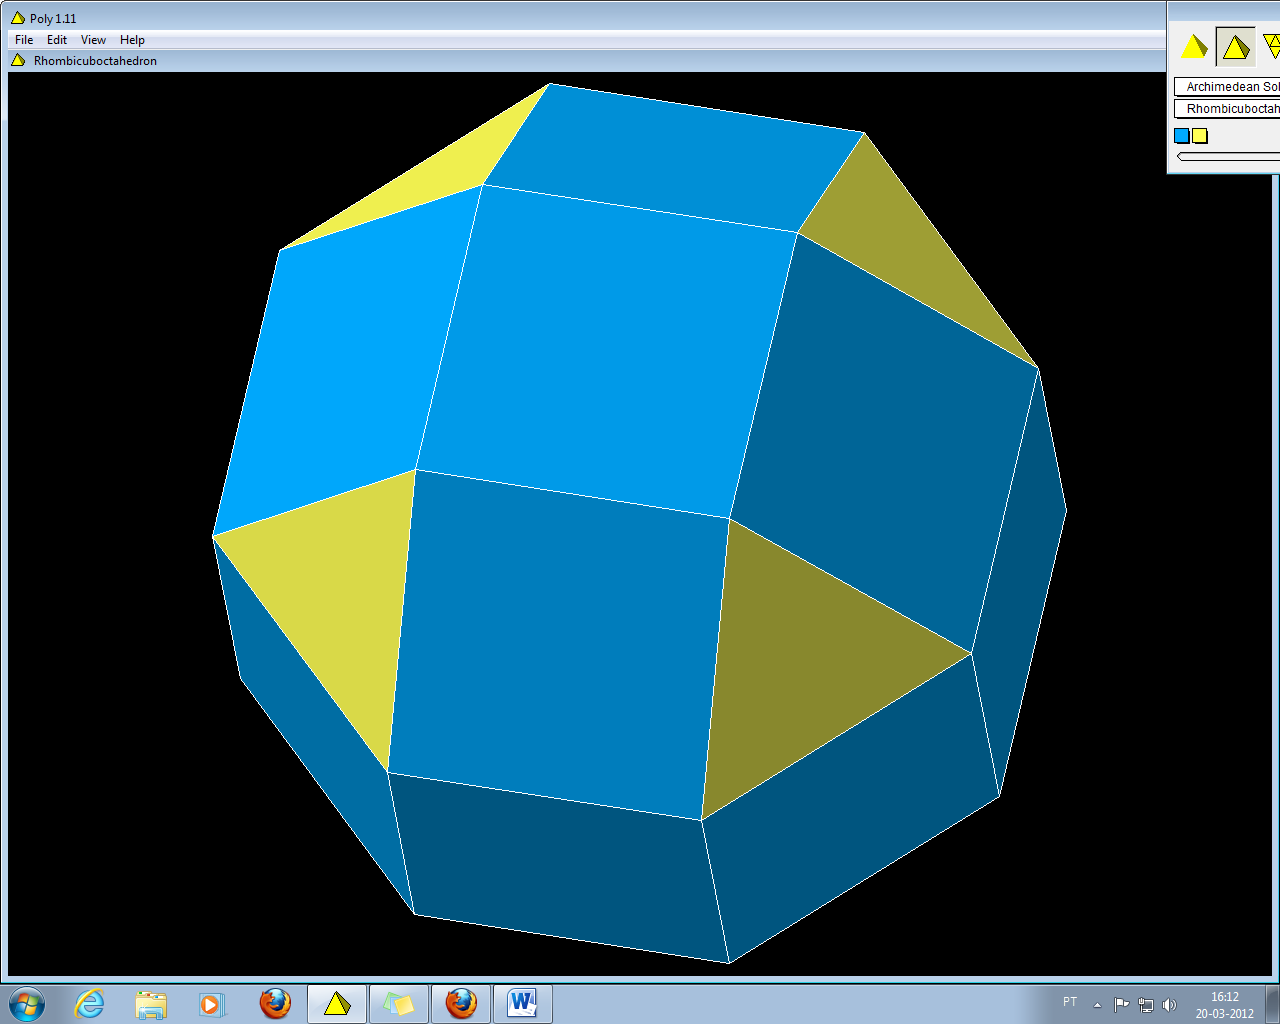 Poly 1.11
File Edit View Help
Rhombicuboctahedron
Archimedean Sol
Rhombicuboctah
W
PT
16:12
20-03-2012